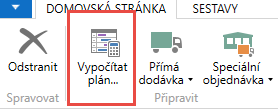 DOMOVSKÁ STRÁNKA SESTAVY
Odstranit
Vypočítat
plán...
Přímá
dodávka
Speciální
objednávka
Spravovat Připravit